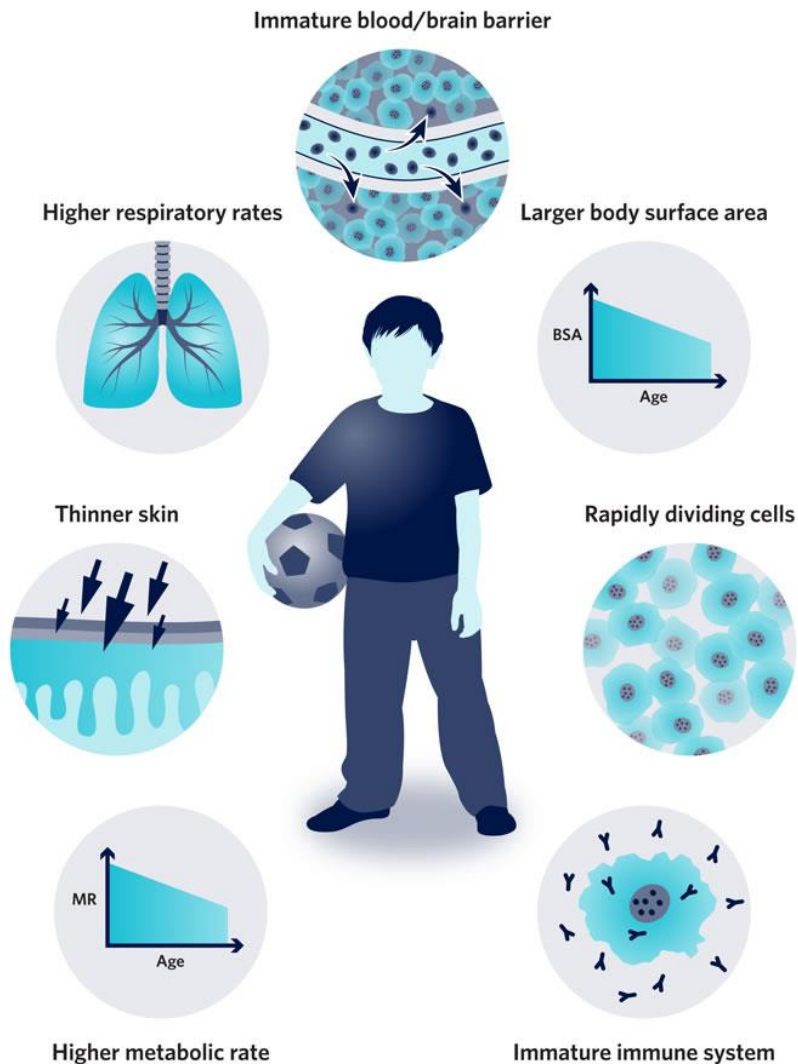 Immature blood/brain barrier
Higher respiratory rates
Larger body surface area
BSA
Age
Thinner skin
Rapidly dividing cells
MR
Age
Higher metabolic rate
Immature immune system